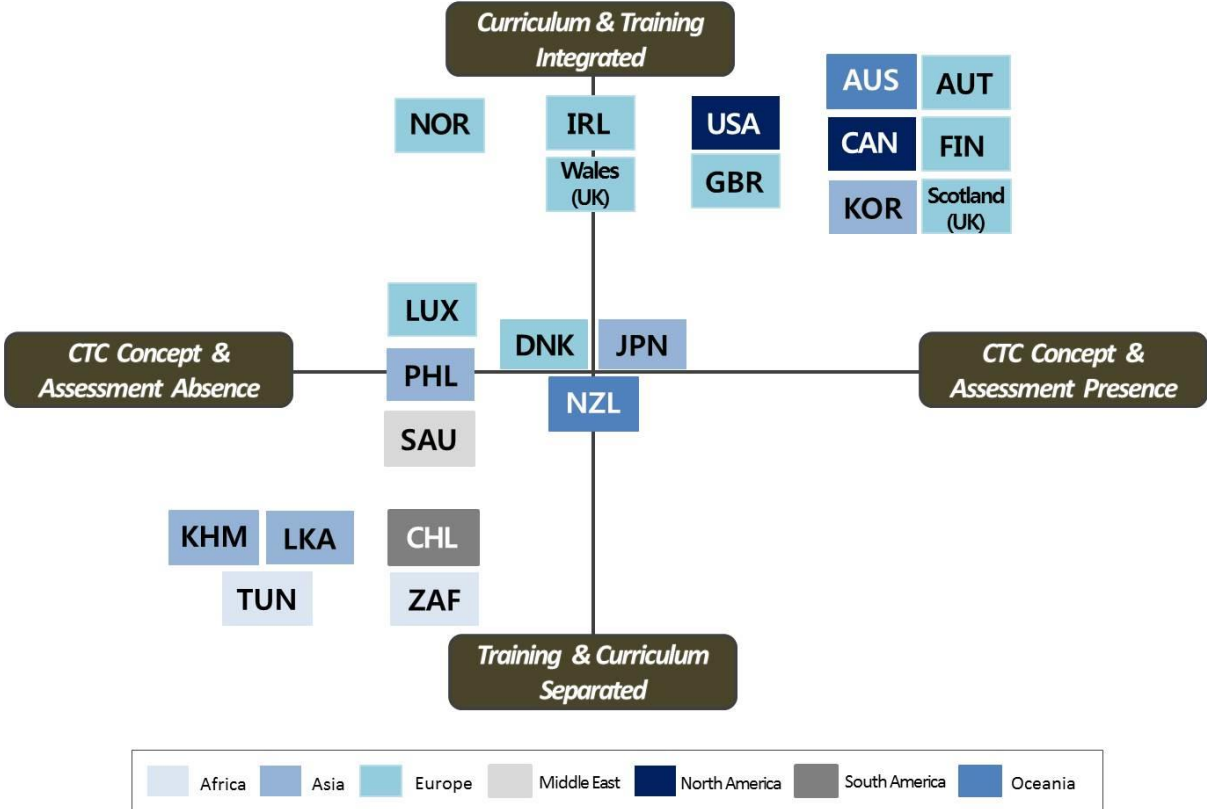 Curriculum & Training
Integrated
AUS AUT
NOR IRL USA
CAN FIN
Wales
(UK)
GBR
KOR Scotland
(UK)
LUX
DNK JPN
CTC Concept &
Assessment Absence
CTC Concept &
Assessment Presence
PHL
NZL
SAU
KHM LKA CHL
TUN ZAF
Training & Curriculum
Separated
Africa Asia Europe Middle East North America South America Oceania